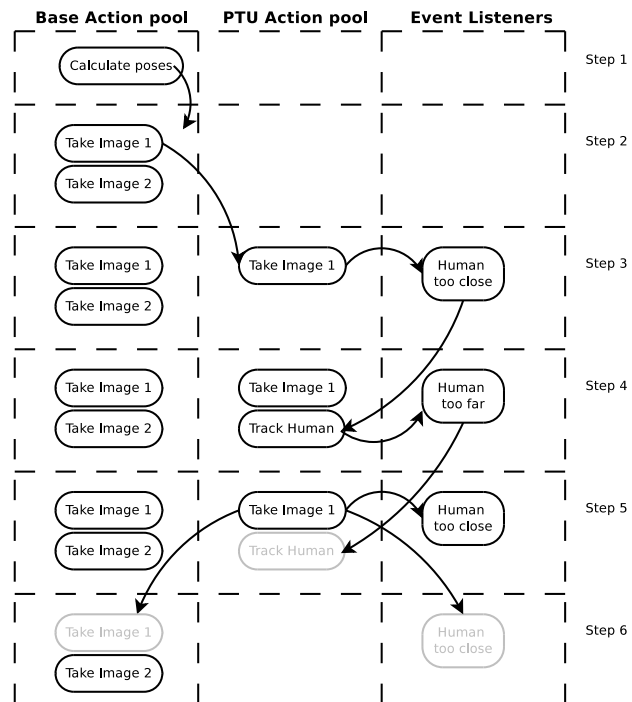 Base Action pool PTU Action pool Event Listeners
Calculate poses
Step 1
Take Image 1
Take Image 2
Step 2
Take Image 1
Take Image 2
Take Image 1
Human
too close
Step 3
Take Image 1
Take Image 2
Take Image 1
Track Human
Human
too far
Step 4
Take Image 1
Take Image 2
Take Image 1
Track Human
Human
too close
Step 5
Take Image 1
Take Image 2
Human
too close
Step 6